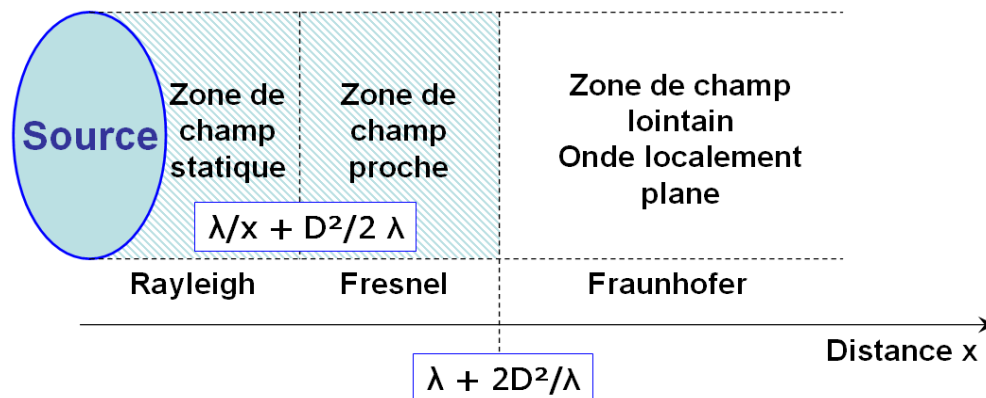 Source
Zone de
champ
statique
Zone de
champ
proche
Zone de champ
lointain
Onde localement
plane
λ/x + D²/2 λ
Rayleigh
Fresnel
Fraunhofer
Distance x
λ + 2D²/λ